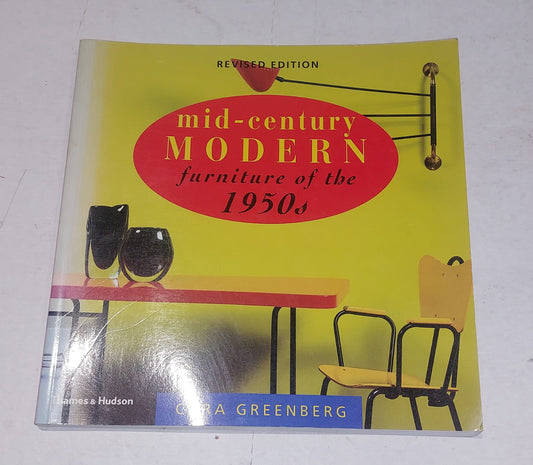 REVISED EDITION
mid-century
MODERN
furniture of the
1950s
Thames & Hudson
CARA GREENBERG